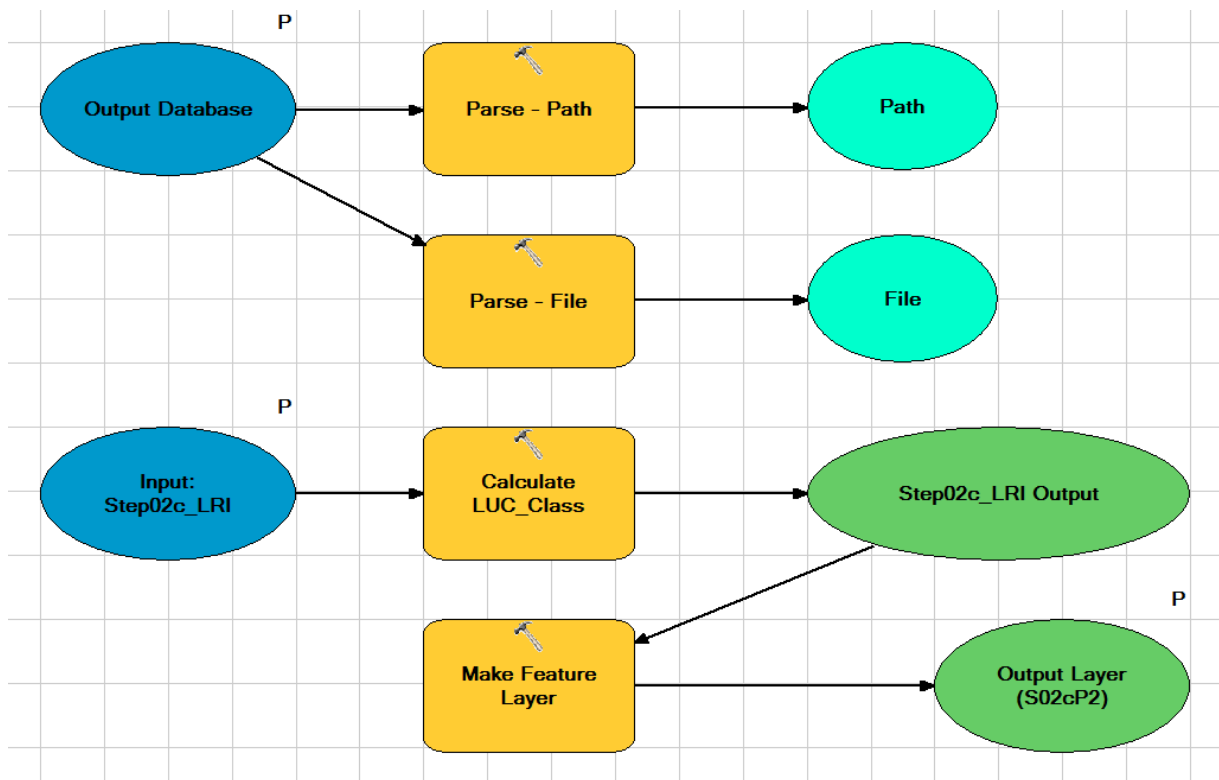 P
Output Database
Parse - Path
Path
Parse - File
File
P
Input:
Step02c_LRI
Calculate
LUC_Class
Step02c_LRI Output
P
Make Feature
Layer
Output Layer
(S02cP2)